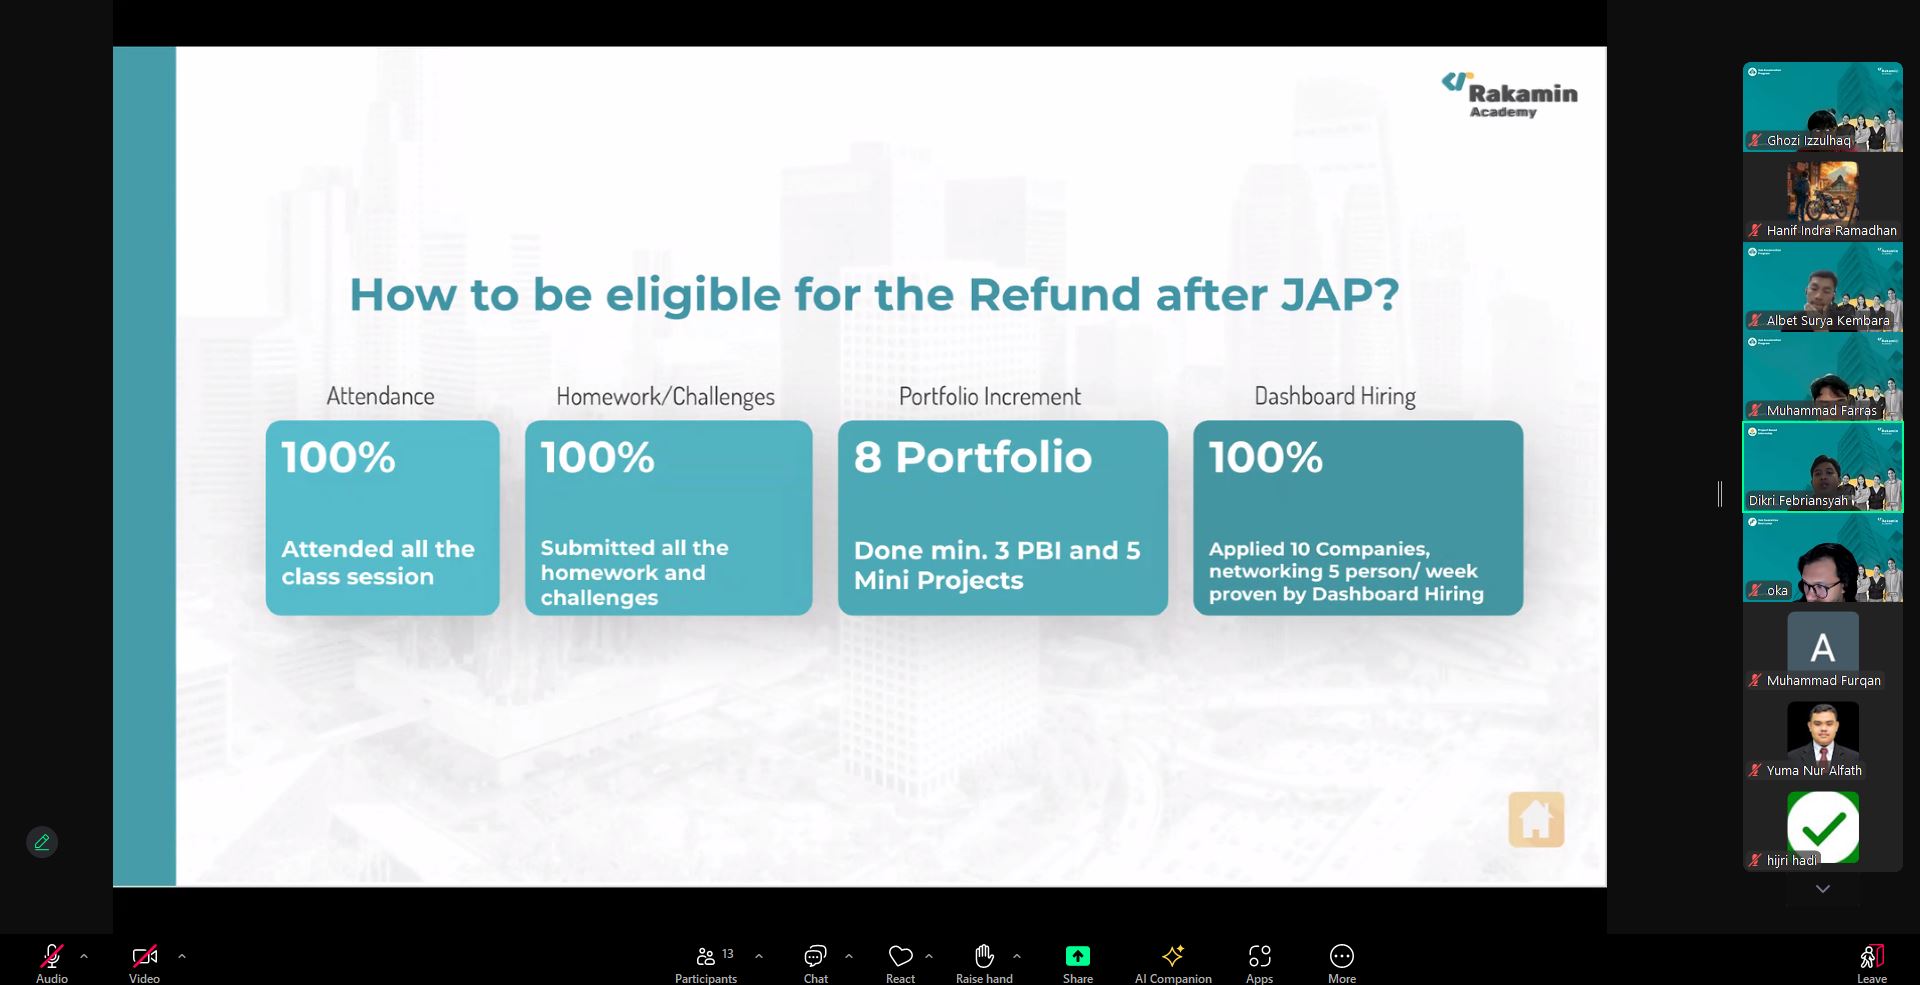 Rakamin
Academy
How to be eligible for the Refund after JAP?
Attendance
100%
Attended all the
class session
Homework/Challenges
100%
Submitted all the
homework and
challenges
Portfolio Increment
8 Portfolio
Done min. 3 PBI and 5
Mini Projects
Dashboard Hiring
100%
Applied 10 Companies,
networking 5 person/ week
proven by Dashboard Hiring
Ghozi Izzulhaq
Hanif Indra Ramadhan
Albet Surya Kembara
Muhammad Farras
Dikri Febriansyah
oka
A
Muhammad Furqan
Yuma Nur Alfath
hijri hadi
Audio
Video
Participants
13
Chat
React
Raise hand
Share
AI Companion
Apps
More
Leave